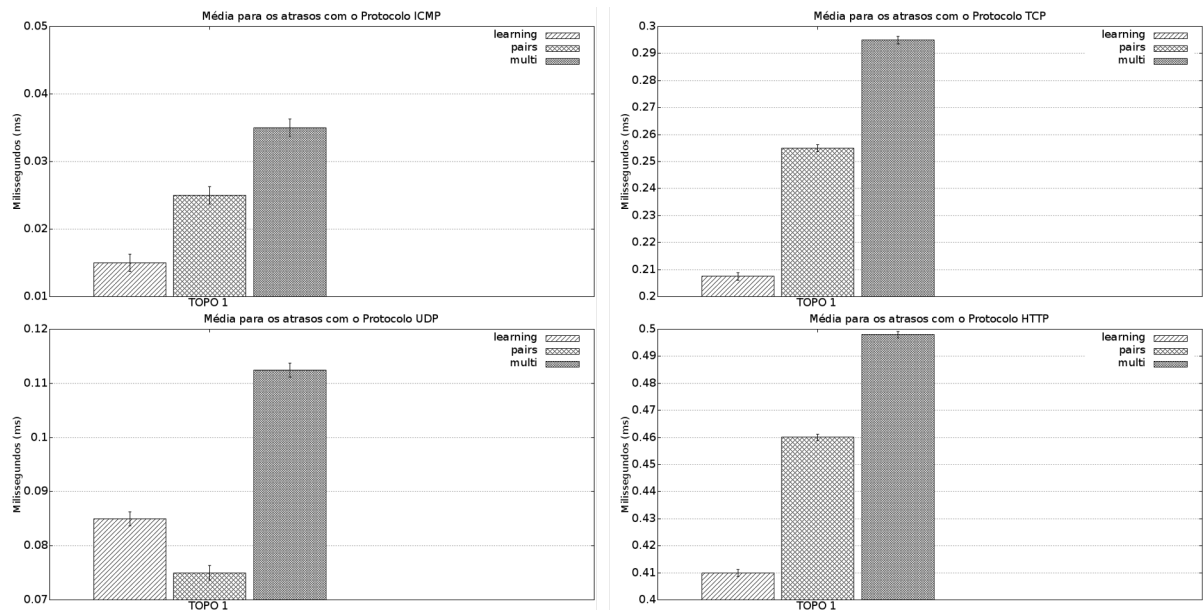 Média para os atrasos com o Protocolo ICMP
Milissegundos (ms)
0.05
0.04
0.03
0.02
0.01
learning
pairs
multi
TOPO 1
Média para os atrasos com o Protocolo TCP
Milissegundos (ms)
0.3
0.29
0.28
0.27
0.26
0.25
0.24
0.23
0.22
0.21
0.2
learning
pairs
multi
TOPO 1
Média para os atrasos com o Protocolo UDP
Milissegundos (ms)
0.12
0.11
0.1
0.09
0.08
0.07
learning
pairs
multi
TOPO 1
Média para os atrasos com o Protocolo HTTP
Milissegundos (ms)
0.5
0.49
0.48
0.47
0.46
0.45
0.44
0.43
0.42
0.41
0.4
learning
pairs
multi
TOPO 1